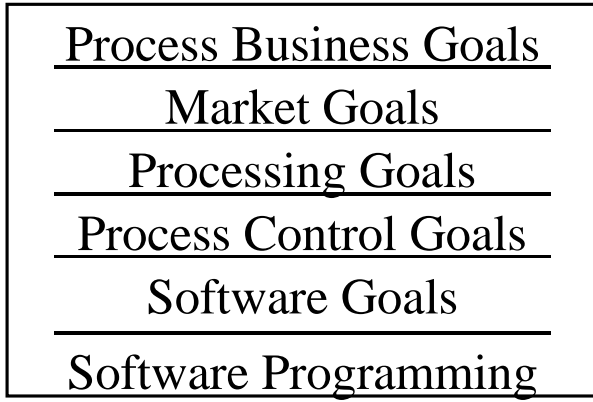 Process Business Goals
Market Goals
Processing Goals
Process Control Goals
Software Goals
Software Programming